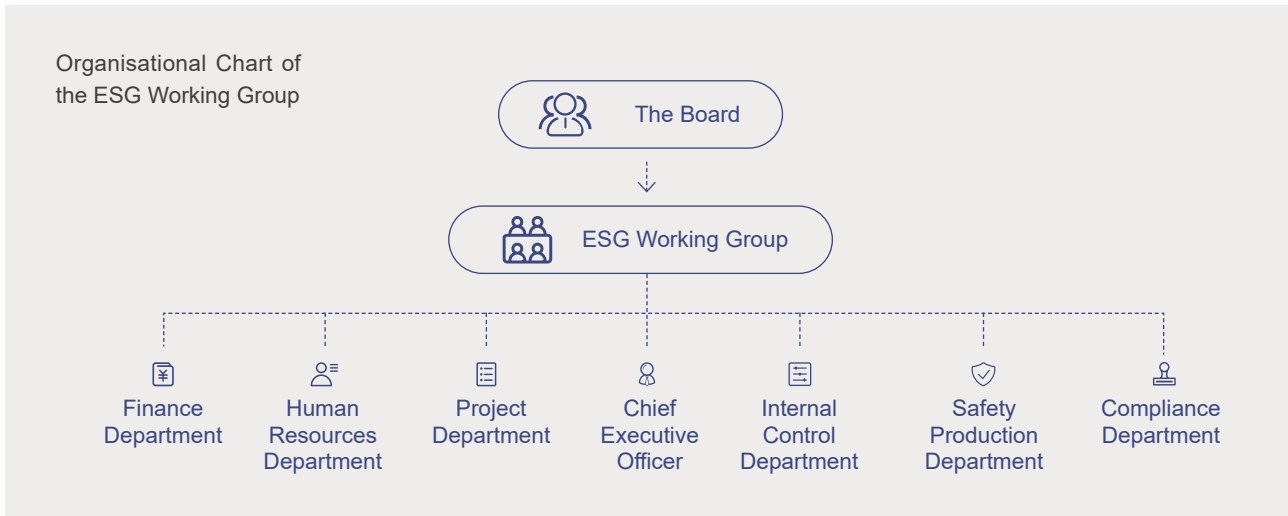 Organisational Chart of
the ESG Working Group
The Board
ESG Working Group
Finance
Department
Human
Resources
Department
Project
Department
Chief
Executive
Officer
Internal
Control
Department
Safety
Production
Department
Compliance
Department